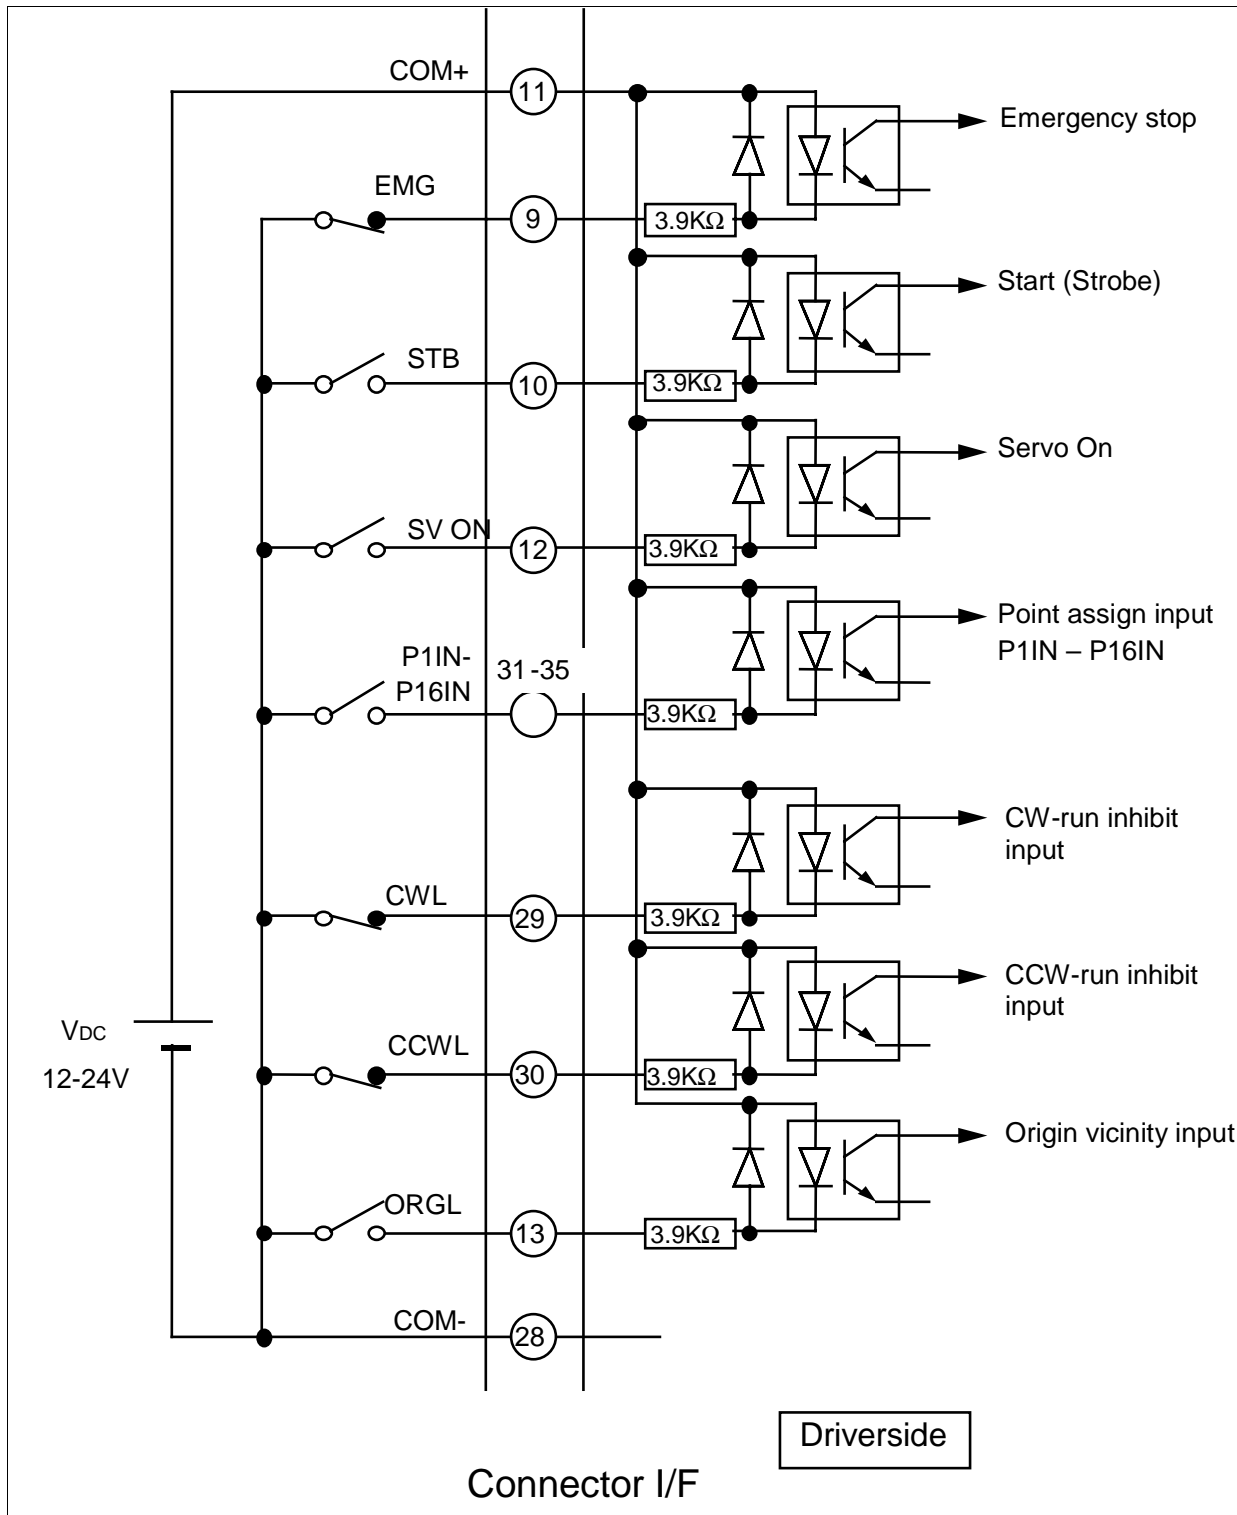 COM+
11
Emergency stop
EMG
9
3.9KΩ
Start (Strobe)
STB
10
3.9KΩ
Servo On
SV ON
12
3.9KΩ
Point assign input
P1IN – P16IN
P1IN-
P16IN
31-35
3.9KΩ
CW-run inhibit
input
CWL
29
3.9KΩ
CCW-run inhibit
input
VDC
12-24V
CCWL
30
3.9KΩ
Origin vicinity input
ORGL
13
3.9KΩ
COM-
28
Driverside
Connector I/F